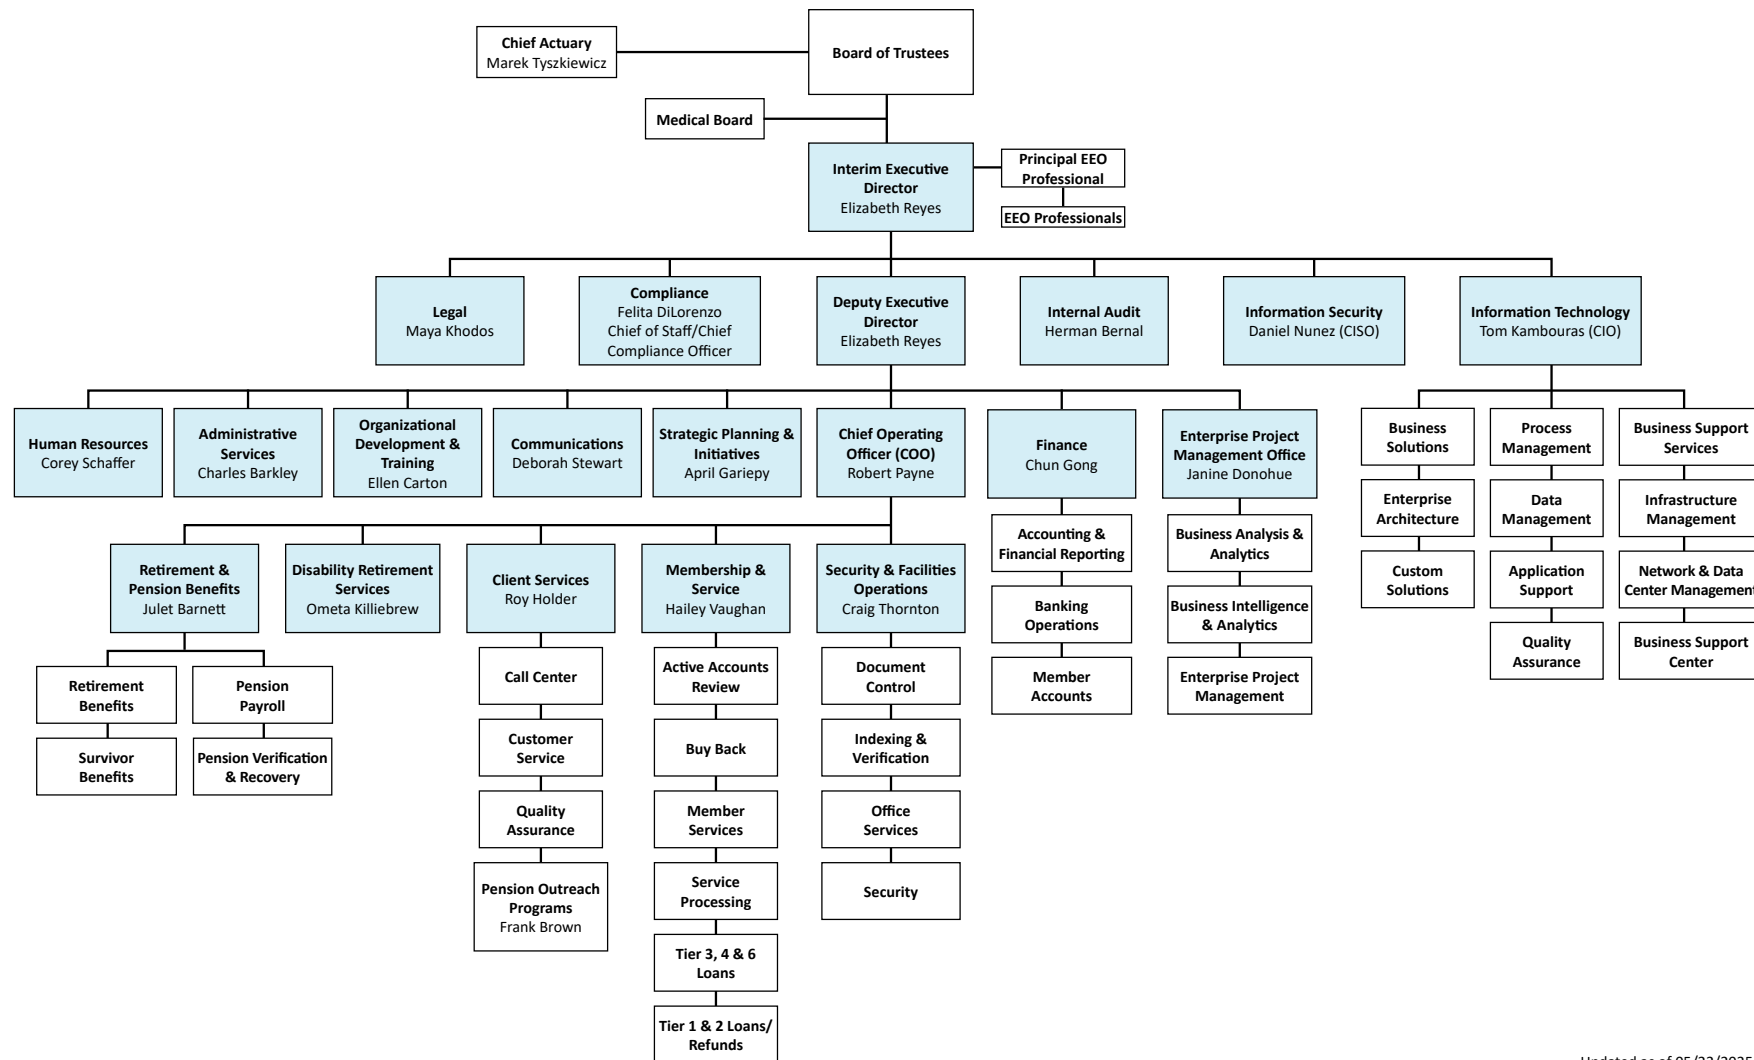 Chief Actuary
Marek Tyszkiewicz
Board of Trustees
Medical Board
Interim Executive
Director
Elizabeth Reyes
Principal EEO
Professional
EEO Professionals
Legal
Maya Khodos
Compliance
Felita DiLorenzo
Chief of Staff/Chief
Compliance Officer
Deputy Executive
Director
Elizabeth Reyes
Internal Audit
Herman Bernal
Information Security
Daniel Nunez (CISO)
Information Technology
Tom Kambouras (CIO)
Human Resources
Corey Schaffer
Administrative
Services
Charles Barkley
Organizational
Development &
Training
Ellen Carton
Communications
Deborah Stewart
Strategic Planning &
Initiatives
April Gariepy
Chief Operating
Officer (COO)
Robert Payne
Finance
Chun Gong
Enterprise Project
Management Office
Janine Donohue
Business
Solutions
Process
Management
Business Support
Services
Enterprise
Architecture
Data
Management
Infrastructure
Management
Custom
Solutions
Application
Support
Network & Data
Center Management
Quality
Assurance
Business Support
Center
Accounting &
Financial Reporting
Banking
Operations
Member
Accounts
Business Analysis &
Analytics
Business Intelligence
& Analytics
Enterprise Project
Management
Retirement &
Pension Benefits
Julet Barnett
Disability Retirement
Services
Ometa Killiebrew
Client Services
Roy Holder
Membership &
Service
Hailey Vaughan
Security & Facilities
Operations
Craig Thornton
Retirement
Benefits
Pension
Payroll
Survivor
Benefits
Pension Verification
& Recovery
Call Center
Customer
Service
Quality
Assurance
Pension Outreach
Programs
Frank Brown
Active Accounts
Review
Buy Back
Member
Services
Service
Processing
Tier 3, 4 & 6
Loans
Tier 1 & 2 Loans/
Refunds
Document
Control
Indexing &
Verification
Office
Services
Security